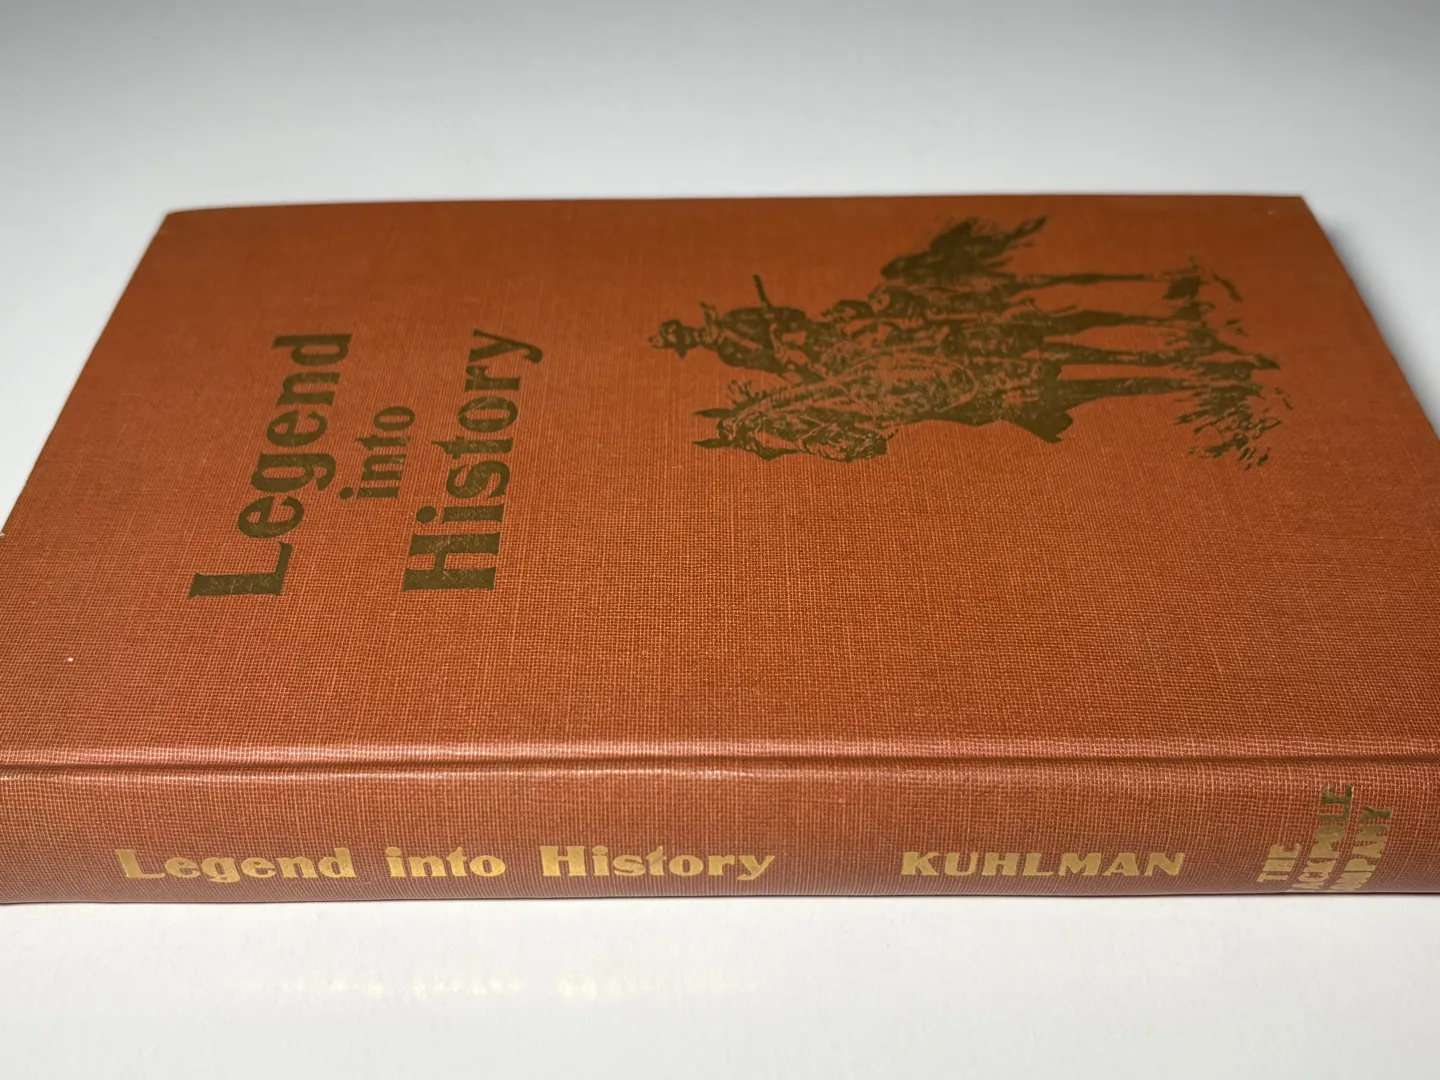 Legend
into
History
Legend into History
KUHLMAN
THE
STACKPOLE
COMPANY